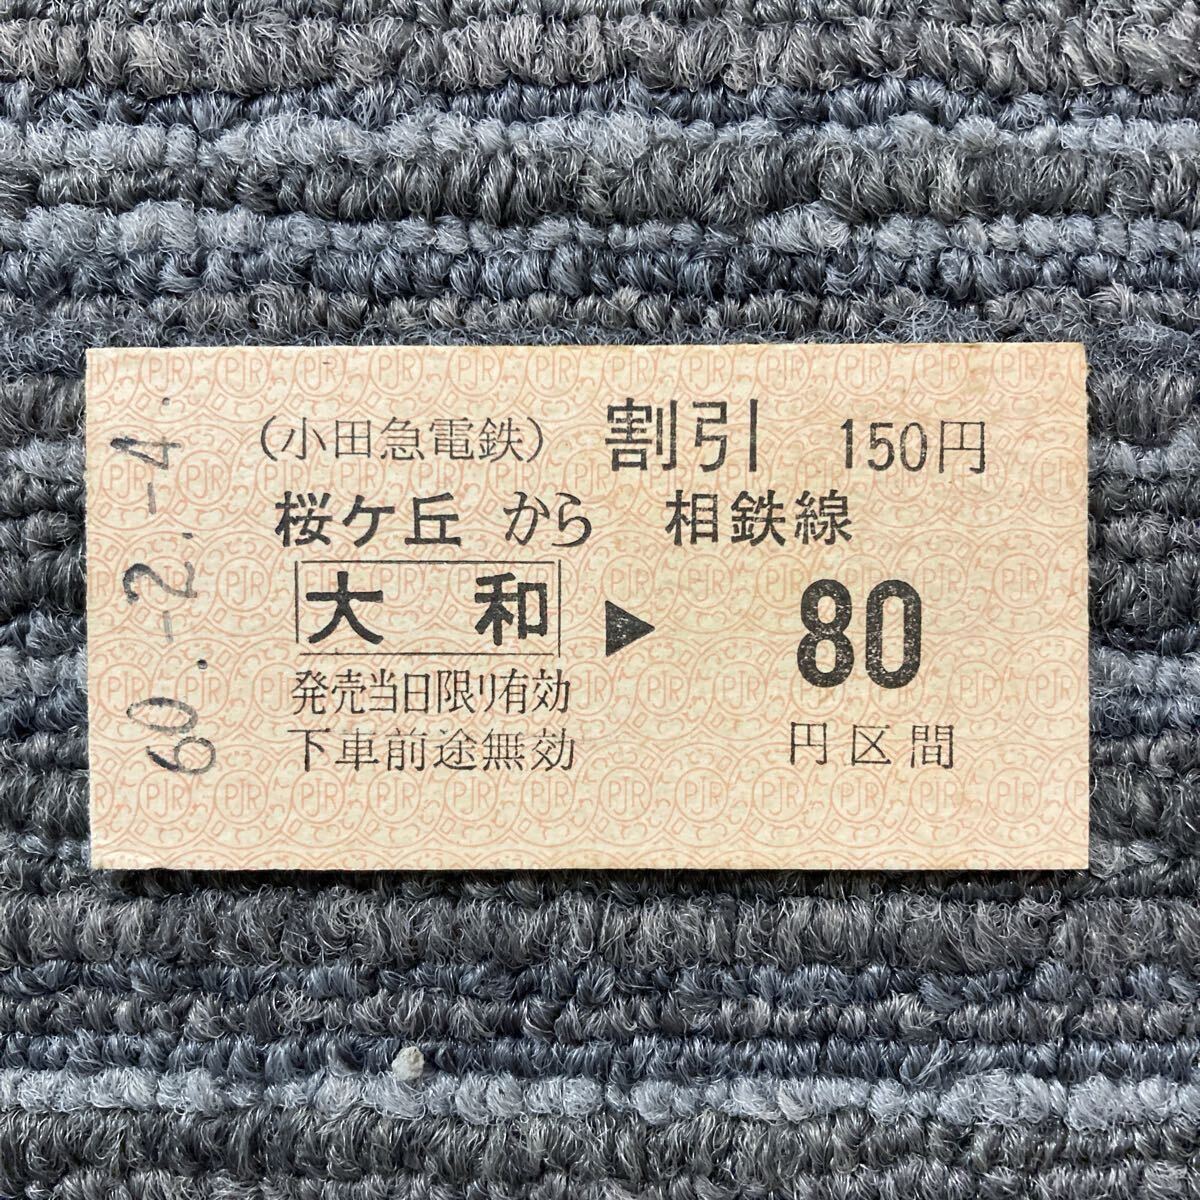 60.-2.-4.
(小田急電鉄) 割引 150円
桜ケ丘 から 相鉄線
大和 ▶ 80
発売当日限り有効
下車前途無効 円区間